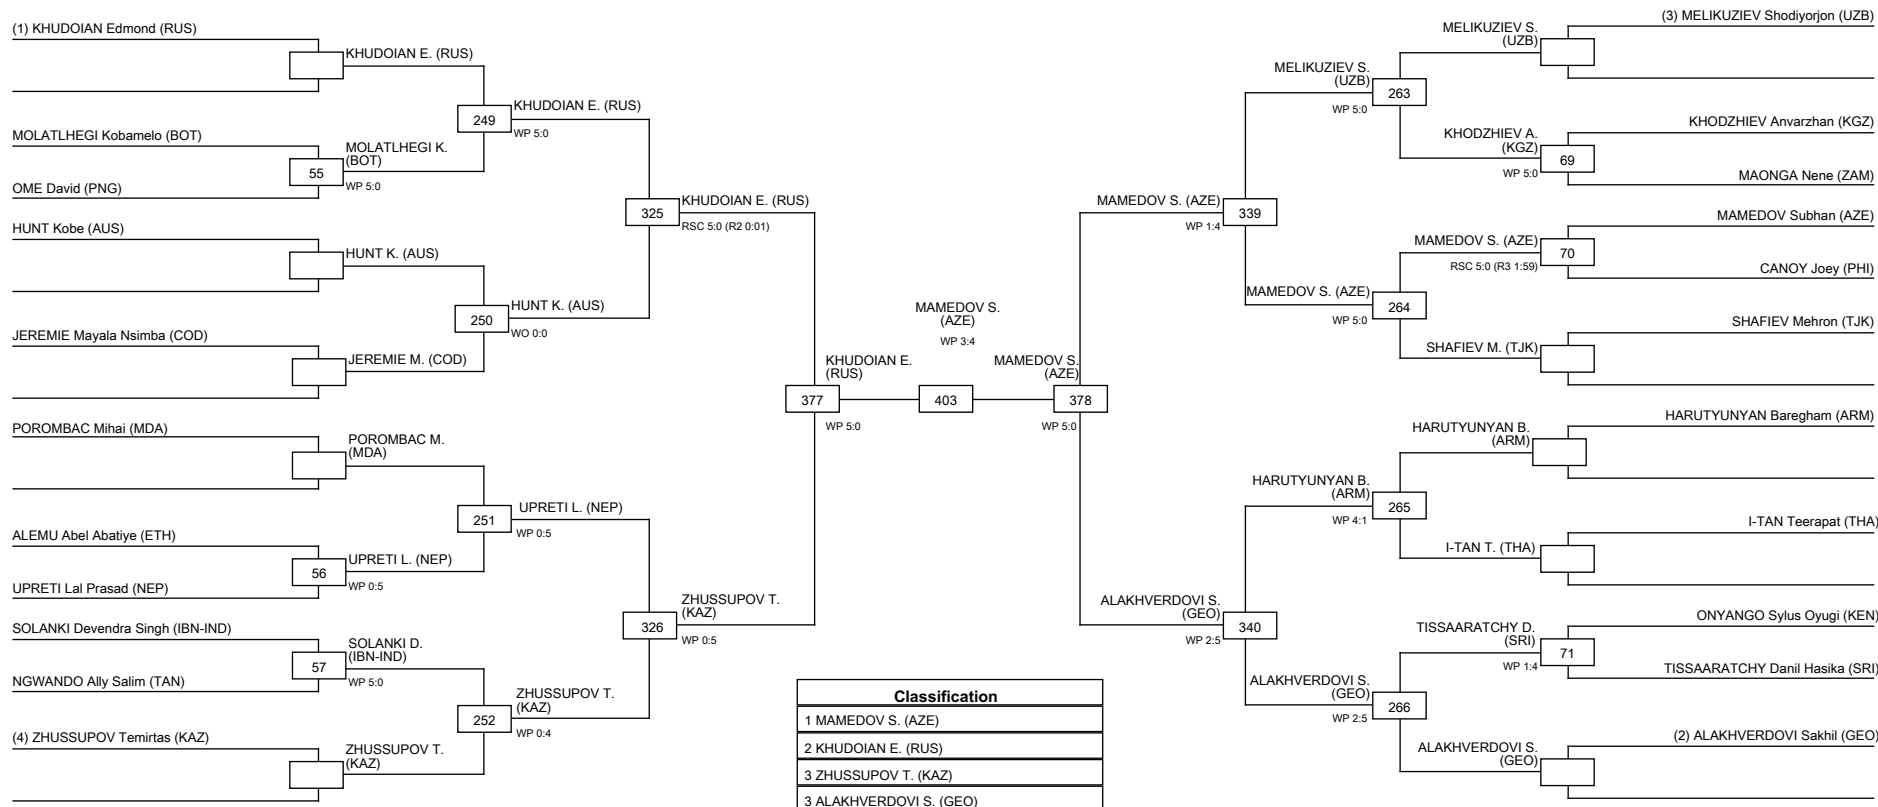 (1) KHUDOIAN Edmond (RUS)
KHUDOIAN E. (RUS)
249
KHUDOIAN E. (RUS)
WP 5:0
MOLATLHEGI Kobamelo (BOT)
55
MOLATLHEGI K.
(BOT)
WP 5:0
OME David (PNG)
325
KHUDOIAN E. (RUS)
RSC 5:0 (R2 0:01)
HUNT Kobe (AUS)
HUNT K. (AUS)
250
HUNT K. (AUS)
WO 0:0
JEREMIE Mayala Nsimba (COD)
JEREMIE M. (COD)
377
KHUDOIAN E.
(RUS)
WP 5:0
POROMBAC Mihai (MDA)
POROMBAC M.
(MDA)
251
UPRETI L. (NEP)
WP 0:5
ALEMU Abel Abatiye (ETH)
56
UPRETI L. (NEP)
WP 0:5
UPRETI Lal Prasad (NEP)
326
ZHUSSUPOV T.
(KAZ)
WP 0:5
SOLANKI Devendra Singh (IBN-IND)
57
SOLANKI D.
(IBN-IND)
WP 5:0
NGWANDO Ally Salim (TAN)
252
ZHUSSUPOV T.
(KAZ)
WP 0:4
(4) ZHUSSUPOV Temirtas (KAZ)
ZHUSSUPOV T.
(KAZ)
MAMEDOV S.
(AZE)
WP 3:4
403
(3) MELIKUZIEV Shodiyorjon (UZB)
MELIKUZIEV S.
(UZB)
MELIKUZIEV S.
(UZB)
263
WP 5:0
KHODZHIEV Anvarzhan (KGZ)
KHODZHIEV A.
(KGZ)
69
WP 5:0
MAONGA Nene (ZAM)
MAMEDOV S. (AZE)
339
WP 1:4
MAMEDOV Subhan (AZE)
MAMEDOV S. (AZE)
70
RSC 5:0 (R3 1:59)
CANOY Joey (PHI)
MAMEDOV S. (AZE)
264
WP 5:0
SHAFIEV Mehron (TJK)
SHAFIEV M. (TJK)
MAMEDOV S.
(AZE)
378
WP 5:0
HARUTYUNYAN Baregham (ARM)
HARUTYUNYAN B.
(ARM)
HARUTYUNYAN B.
(ARM)
265
WP 4:1
I-TAN Teerapat (THA)
I-TAN T. (THA)
ALAKHVERDOVI S.
(GEO)
340
WP 2:5
ONYANGO Sylus Oyugi (KEN)
TISSAARATCHY D.
(SRI)
71
WP 1:4
TISSAARATCHY Danil Hasika (SRI)
ALAKHVERDOVI S.
(GEO)
266
WP 2:5
(2) ALAKHVERDOVI Sakhil (GEO)
ALAKHVERDOVI S.
(GEO)
Classification
1 MAMEDOV S. (AZE)
2 KHUDOIAN E. (RUS)
3 ZHUSSUPOV T. (KAZ)
3 ALAKHVERDOVI S. (GEO)